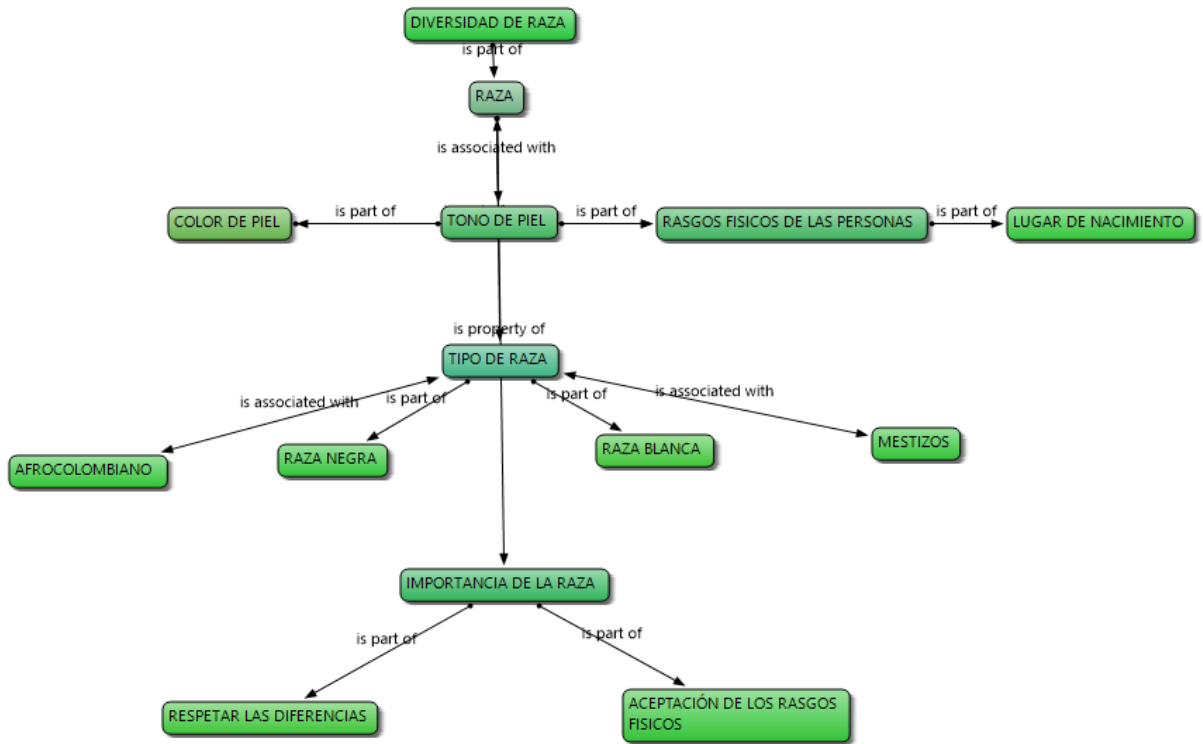 DIVERSIDAD DE RAZA
is part of
RAZA
is associated with
COLOR DE PIEL
is part of
TONO DE PIEL
is part of
RASGOS FISICOS DE LAS PERSONAS
is part of
LUGAR DE NACIMIENTO
is property of
TIPO DE RAZA
is associated with
is part of
is part of
is associated with
AFROCOLOMBIANO
RAZA NEGRA
RAZA BLANCA
MESTIZOS
IMPORTANCIA DE LA RAZA
is part of
is part of
RESPETAR LAS DIFERENCIAS
ACEPTACIÓN DE LOS RASGOS
FISICOS